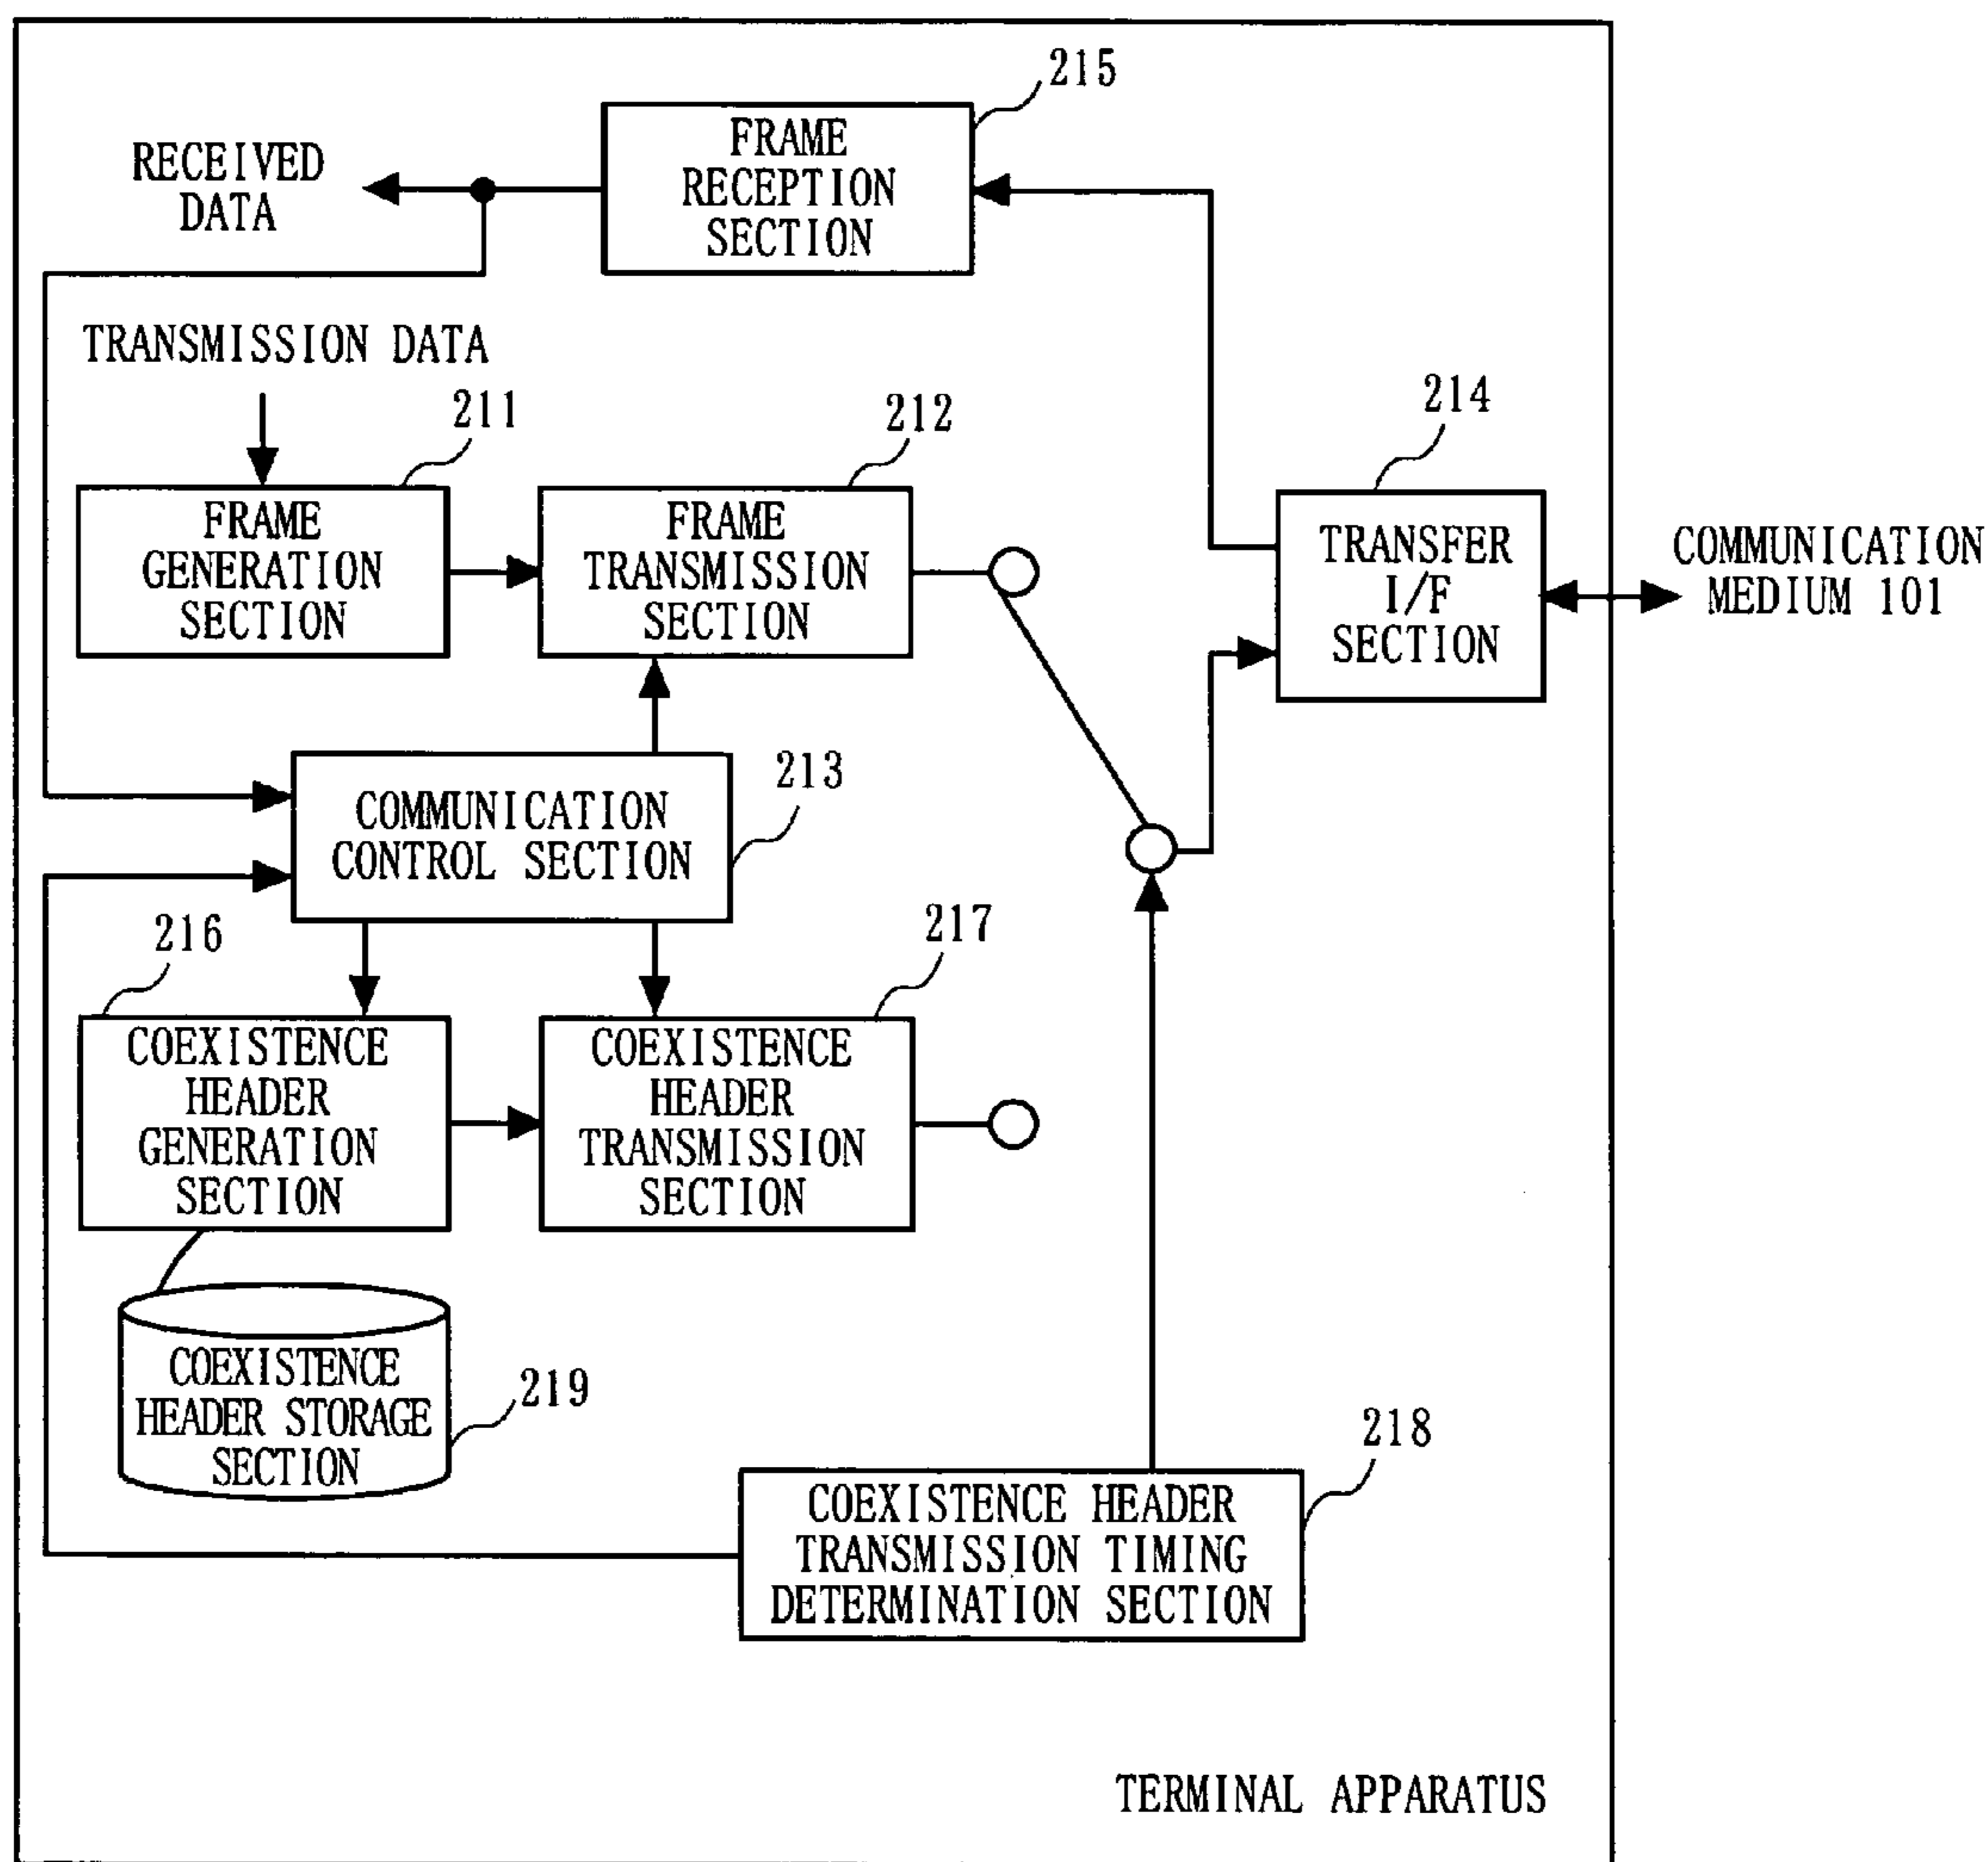 215
FRAME
RECEPTION
SECTION
RECEIVED
DATA
TRANSMISSION DATA
211
212
214
FRAME
GENERATION
SECTION
FRAME
TRANSMISSION
SECTION
TRANSFER
I/F
SECTION
COMMUNICATION
MEDIUM 101
213
COMMUNICATION
CONTROL SECTION
216
217
COEXISTENCE
HEADER
GENERATION
SECTION
COEXISTENCE
HEADER
TRANSMISSION
SECTION
COEXISTENCE
HEADER STORAGE
SECTION
219
218
COEXISTENCE HEADER
TRANSMISSION TIMING
DETERMINATION SECTION
TERMINAL APPARATUS